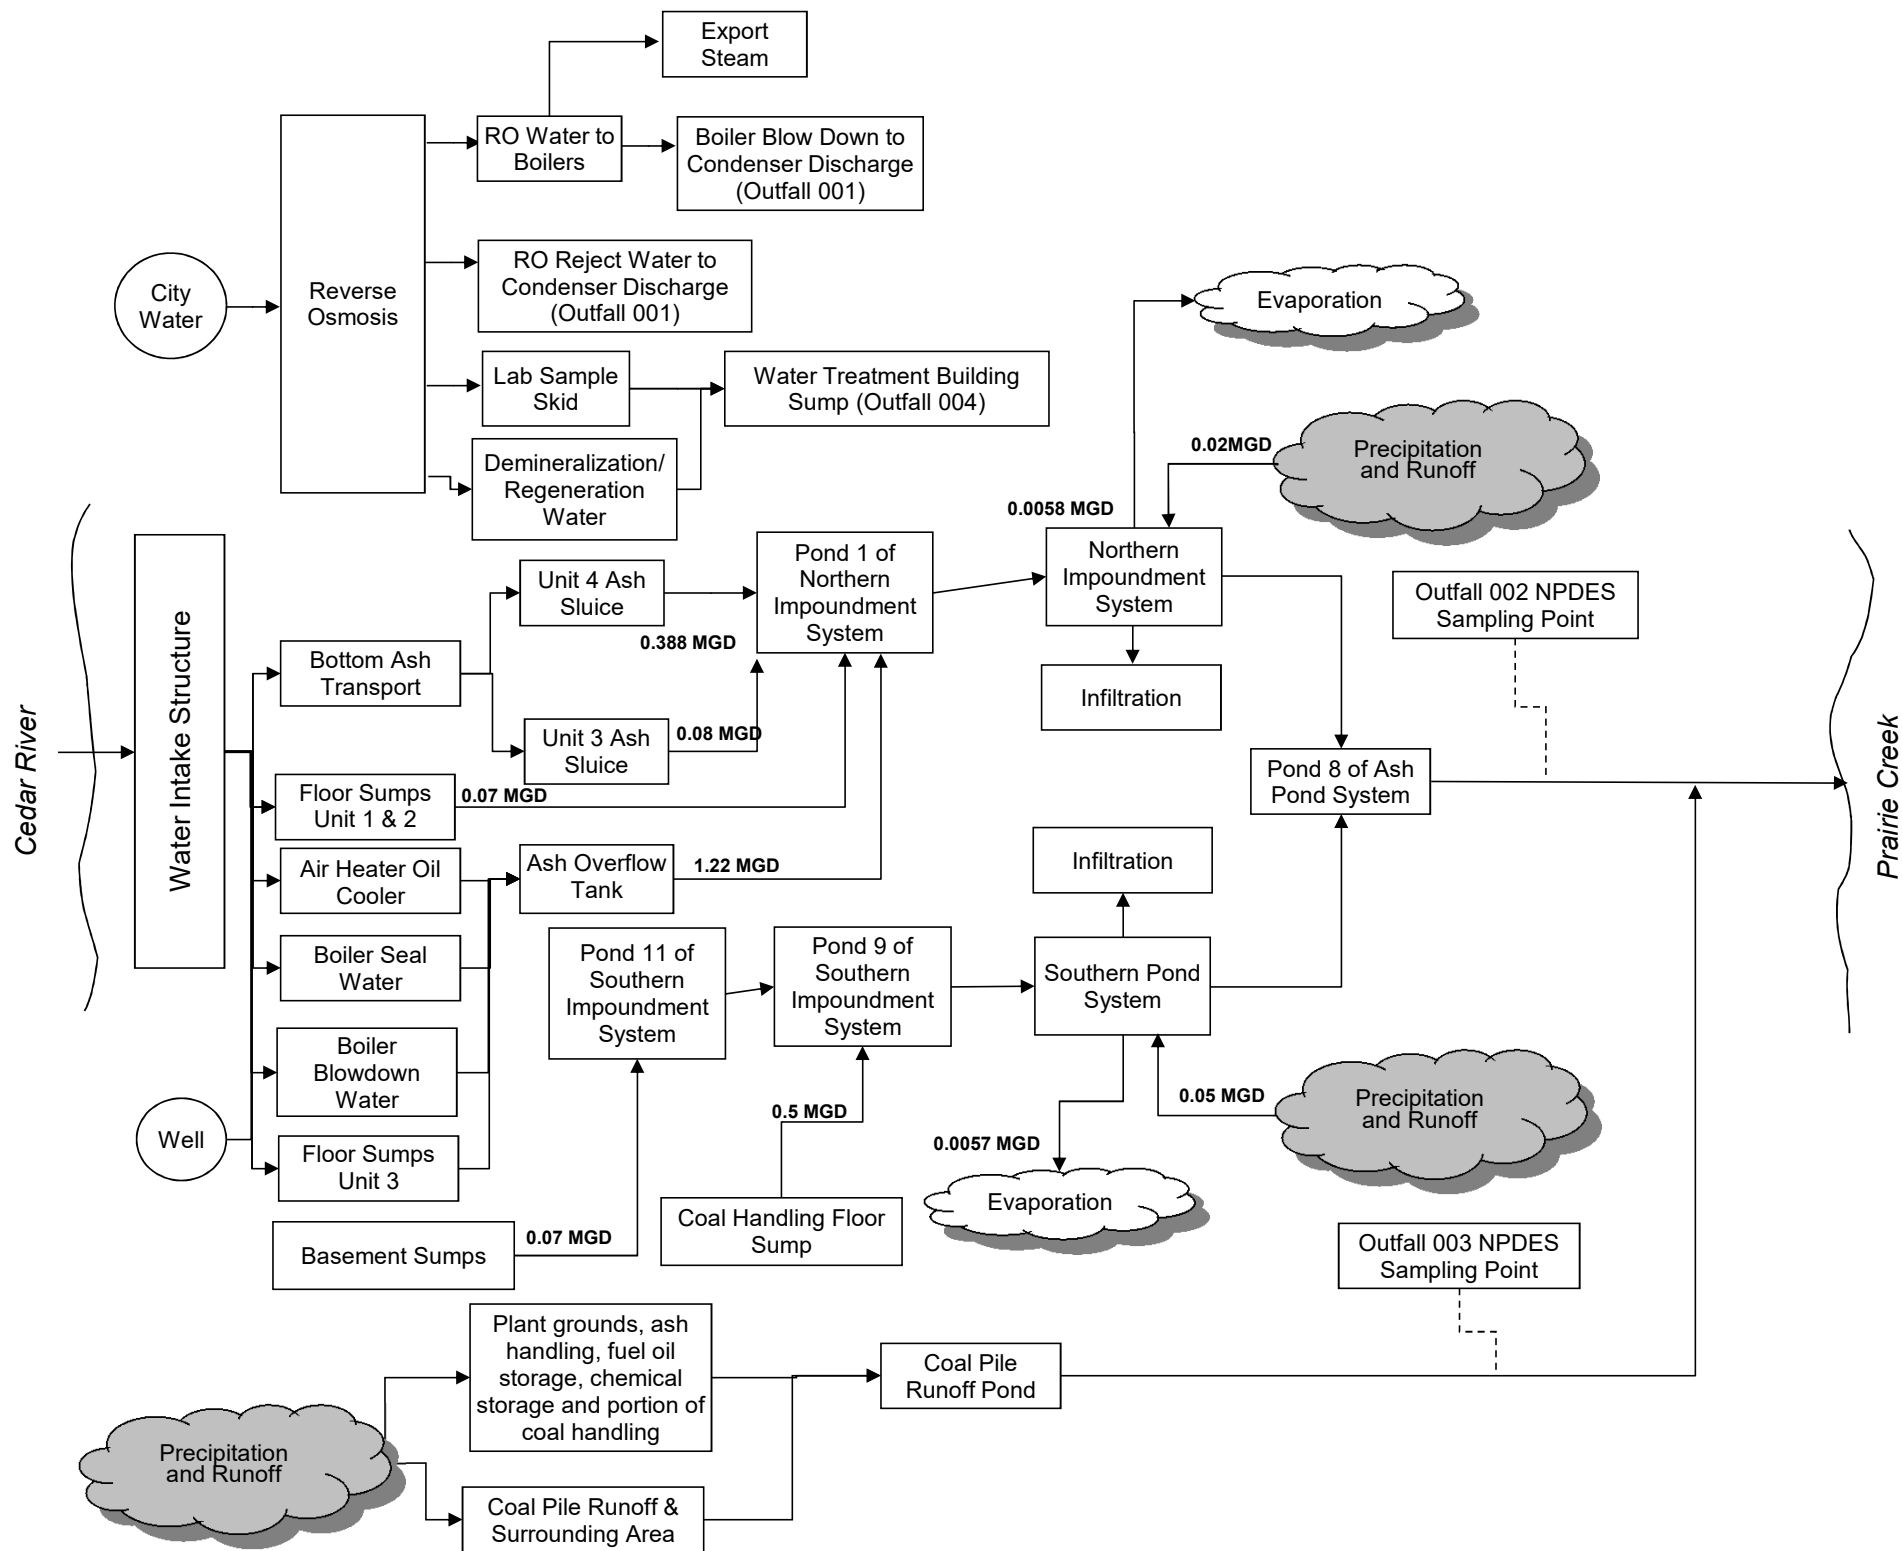 Export
Steam
RO Water to
Boilers
Boiler Blow Down to
Condenser Discharge
(Outfall 001)
City
Water
Reverse
Osmosis
RO Reject Water to
Condenser Discharge
(Outfall 001)
Evaporation
Lab Sample
Skid
Water Treatment Building
Sump (Outfall 004)
Demineralization/
Regeneration
Water
0.02MGD
Precipitation
and Runoff
0.0058 MGD
Cedar River
Water Intake Structure
Unit 4 Ash
Sluice
Pond 1 of
Northern
Impoundment
System
Northern
Impoundment
System
Outfall 002 NPDES
Sampling Point
0.388 MGD
Bottom Ash
Transport
Infiltration
Unit 3 Ash
Sluice
0.08 MGD
Prairie Creek
Pond 8 of Ash
Pond System
Floor Sumps
Unit 1 & 2
0.07 MGD
Air Heater Oil
Cooler
Ash Overflow
Tank
1.22 MGD
Infiltration
Boiler Seal
Water
Pond 11 of
Southern
Impoundment
System
Pond 9 of
Southern
Impoundment
System
Southern Pond
System
Boiler
Blowdown
Water
0.5 MGD
0.05 MGD
Precipitation
and Runoff
Well
Floor Sumps
Unit 3
0.0057 MGD
Evaporation
Basement Sumps
0.07 MGD
Coal Handling Floor
Sump
Outfall 003 NPDES
Sampling Point
Plant grounds, ash
handling, fuel oil
storage, chemical
storage and portion of
coal handling
Coal Pile
Runoff Pond
Precipitation
and Runoff
Coal Pile Runoff &
Surrounding Area